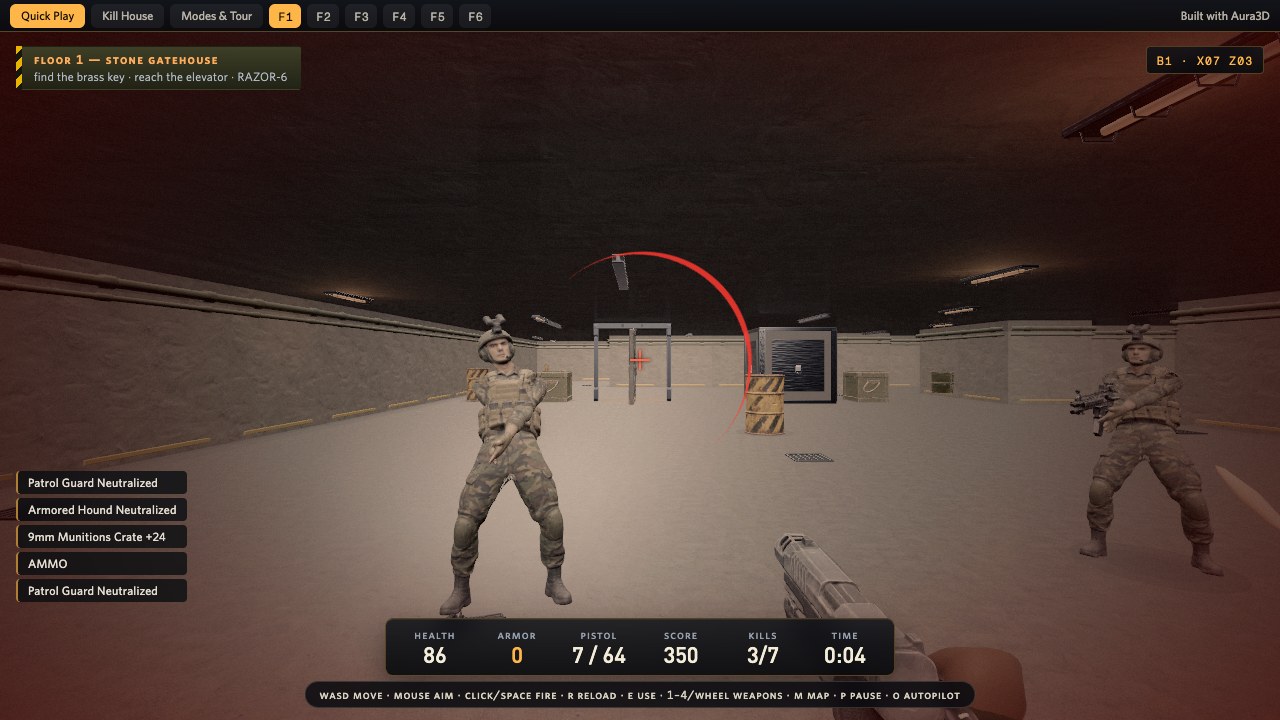 Quick Play Kill House Modes & Tour F1 F2 F3 F4 F5 F6 Built with Aura3D
FLOOR 1 — STONE GATEHOUSE
find the brass key · reach the elevator · RAZOR-6
B1 · X07 Z03
Patrol Guard Neutralized
Armored Hound Neutralized
9mm Munitions Crate +24
AMMO
Patrol Guard Neutralized
HEALTH ARMOR PISTOL SCORE KILLS TIME
86 0 7 / 64 350 3/7 0:04
WASD MOVE · MOUSE AIM · CLICK/SPACE FIRE · R RELOAD · E USE · 1–4/WHEEL WEAPONS · M MAP · P PAUSE · O AUTOPILOT